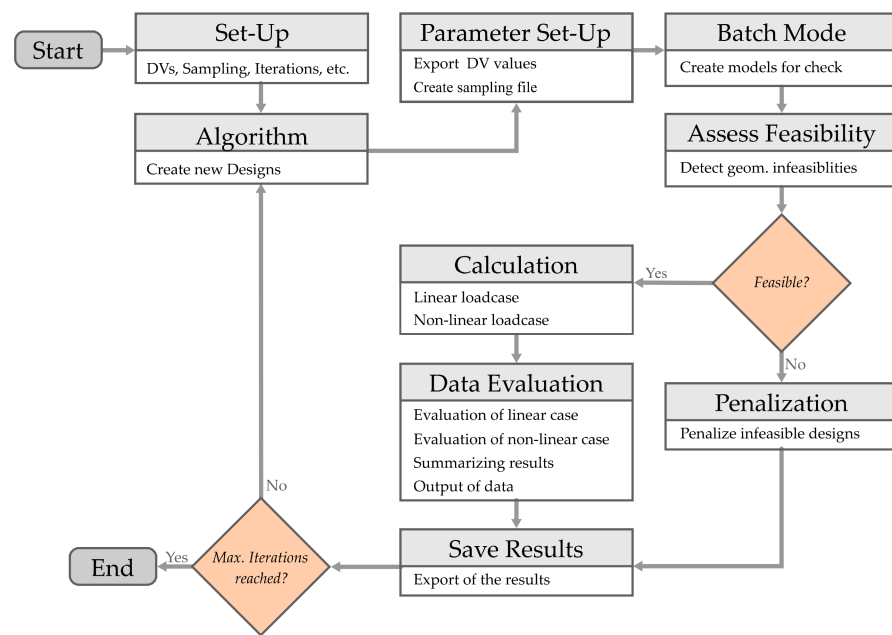 Start
Set-Up
DVs, Sampling, Iterations, etc.
Algorithm
Create new Designs
Parameter Set-Up
Export DV values
Create sampling file
Batch Mode
Create models for check
Assess Feasibility
Detect geom. infeasiblities
Feasible?
Yes
No
Calculation
Linear loadcase
Non-linear loadcase
Data Evaluation
Evaluation of linear case
Evaluation of non-linear case
Summarizing results
Output of data
Penalization
Penalize infeasible designs
Save Results
Export of the results
Max. Iterations
reached?
No
Yes
End